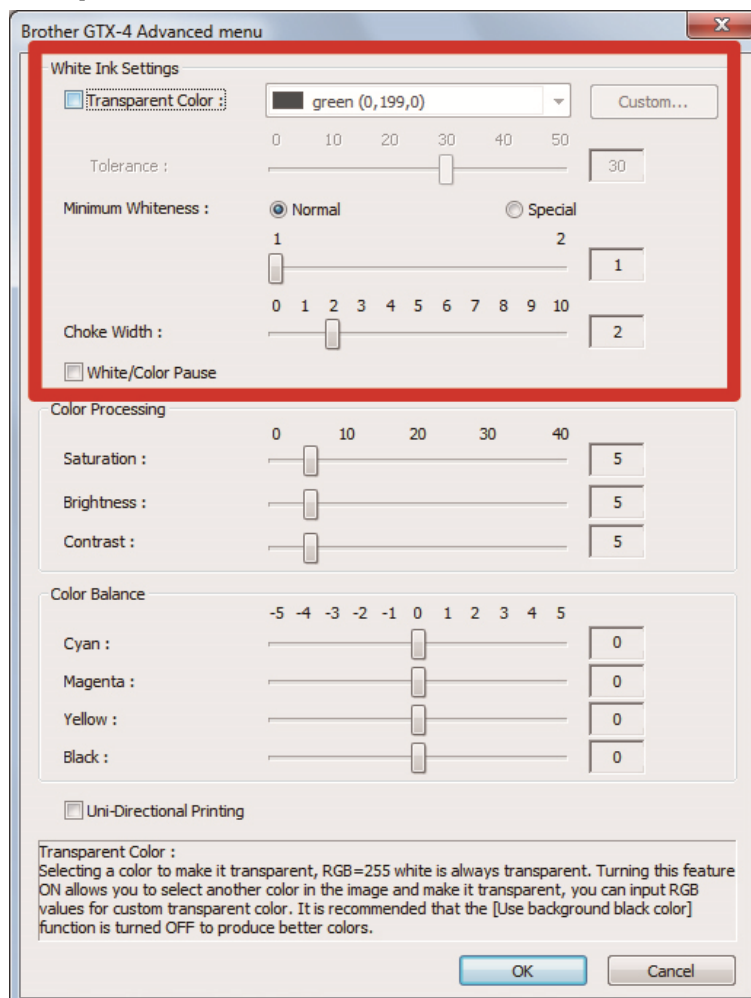 Brother GTX-4 Advanced menu
White Ink Settings
Transparent Color : green (0,199,0) Custom...
0 10 20 30 40 50
Tolerance : 30
Minimum Whiteness : Normal Special
1 2
1
0 1 2 3 4 5 6 7 8 9 10
Choke Width : 2
White/Color Pause
Color Processing
0 10 20 30 40
Saturation : 5
Brightness : 5
Contrast : 5
Color Balance
-5 -4 -3 -2 -1 0 1 2 3 4 5
Cyan : 0
Magenta : 0
Yellow : 0
Black : 0
Uni-Directional Printing
Transparent Color :
Selecting a color to make it transparent, RGB=255 white is always transparent. Turning this feature
ON allows you to select another color in the image and make it transparent, you can input RGB
values for custom transparent color. It is recommended that the [Use background black color]
function is turned OFF to produce better colors.
OK Cancel